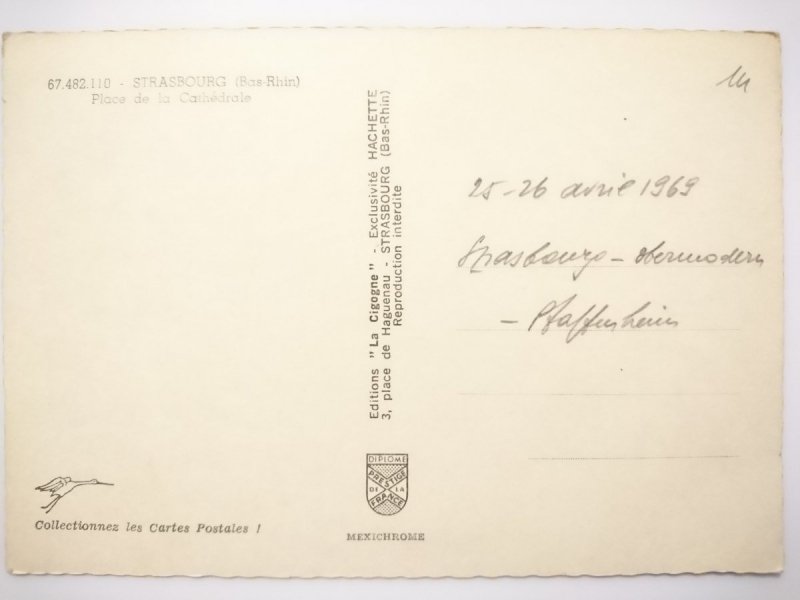 67.482.110 - STRASBOURG (Bas-Rhin)
Place de la Cathédrale
Editions "La Cigogne" - Exclusivité HACHETTE
3, place de Haguenau - STRASBOURG (Bas-Rhin)
Reproduction interdite
25-26 avril 1969
Strasbourg - Obermodern
- Pfaffenheim
DIPLOME
PRESTIGE
DE LA
FRANCE
Collectionnez les Cartes Postales !
MEXICHROME